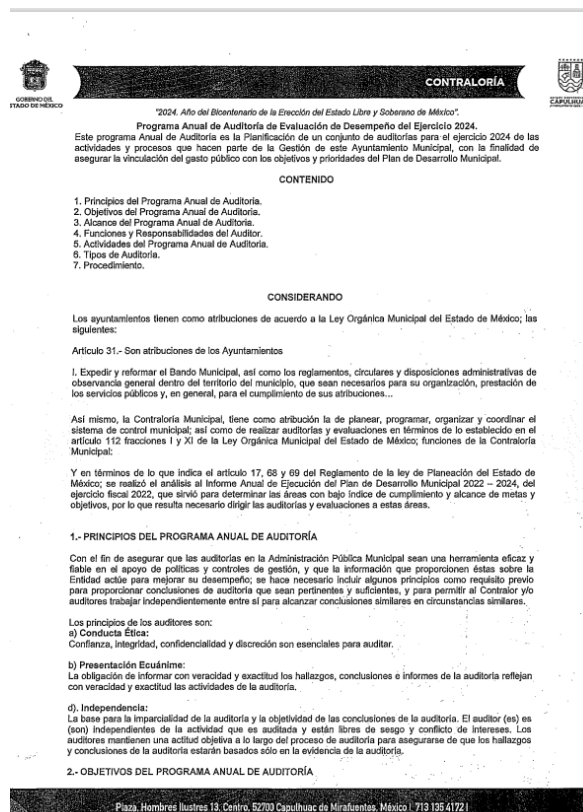 CONTRALORÍA
GOBIERNO DEL
ESTADO DE MÉXICO
CAPULHUAC
"2024. Año del Bicentenario de la Erección del Estado Libre y Soberano de México".
Programa Anual de Auditoría de Evaluación de Desempeño del Ejercicio 2024.
Este programa Anual de Auditoria es la Planificación de un conjunto de auditorías para el ejercicio 2024 de las
actividades y procesos que hacen parte de la Gestión de este Ayuntamiento Municipal, con la finalidad de
asegurar la vinculación del gasto público con los objetivos y prioridades del Plan de Desarrollo Municipal.
CONTENIDO
1. Principios del Programa Anual de Auditoria.
2. Objetivos del Programa Anual de Auditoria.
3. Alcance del Programa Anual de Auditoria.
4. Funciones y Responsabilidades del Auditor.
5. Actividades del Programa Anual de Auditoria.
6. Tipos de Auditoria.
7. Procedimiento.
CONSIDERANDO
Los ayuntamientos tienen como atribuciones de acuerdo a la Ley Orgánica Municipal del Estado de México; las
siguientes:
Articulo 31.- Son atribuciones de los Ayuntamientos
I. Expedir y reformar el Bando Municipal, así como los reglamentos, circulares y disposiciones administrativas de
observancia general dentro del territorio del municipio, que sean necesarios para su organización, prestación de
los servicios públicos y, en general, para el cumplimiento de sus atribuciones...
Así mismo, la Contraloría Municipal, tiene como atribución la de planear, programar, organizar y coordinar el
sistema de control municipal; así como de realizar auditorías y evaluaciones en términos de lo establecido en el
artículo 112 fracciones I y XI de la Ley Orgánica Municipal del Estado de México; funciones de la Contraloría
Municipal:
Y en términos de lo que indica el articulo 17, 68 y 69 del Reglamento de la ley de Planeación del Estado de
México; se realizó el análisis al Informe Anual de Ejecución del Plan de Desarrollo Municipal 2022 – 2024, del
ejercicio fiscal 2022, que sirvió para determinar las áreas con bajo índice de cumplimiento y alcance de metas y
objetivos, por lo que resulta necesario dirigir las auditorías y evaluaciones a estas áreas.
1.- PRINCIPIOS DEL PROGRAMA ANUAL DE AUDITORÍA
Con el fin de asegurar que las auditorias en la Administración Pública Municipal sean una herramienta eficaz y
fiable en el apoyo de políticas y controles de gestión, y que la información que proporcionen éstas sobre la
Entidad actúe para mejorar su desempeño; se hace necesario incluir algunos principios como requisito previo
para proporcionar conclusiones de auditoria que sean pertinentes y suficientes, y para permitir al Contralor y/o
auditores trabajar independientemente entre sí para alcanzar conclusiones similares en circunstancias similares.
Los principios de los auditores son:
a) Conducta Ética:
Confianza, integridad, confidencialidad y discreción son esenciales para auditar.
b) Presentación Ecuánime:
La obligación de informar con veracidad y exactitud los hallazgos, conclusiones e informes de la auditoria reflejan
con veracidad y exactitud las actividades de la auditoría.
d). Independencia:
La base para la imparcialidad de la auditoría y la objetividad de las conclusiones de la auditoria. El auditor (es) es
(son) independientes de la actividad que es auditada y están libres de sesgo y conflicto de intereses. Los
auditores mantienen una actitud objetiva a lo largo del proceso de auditoría para asegurarse de que los hallazgos
y conclusiones de la auditoria estarán basados sólo en la evidencia de la auditoría.
2.- OBJETIVOS DEL PROGRAMA ANUAL DE AUDITORÍA
Plaza, Hombres Ilustres 13, Centro, 52700 Capulhuac de Mirafuentes, México | 713 135 4172 |